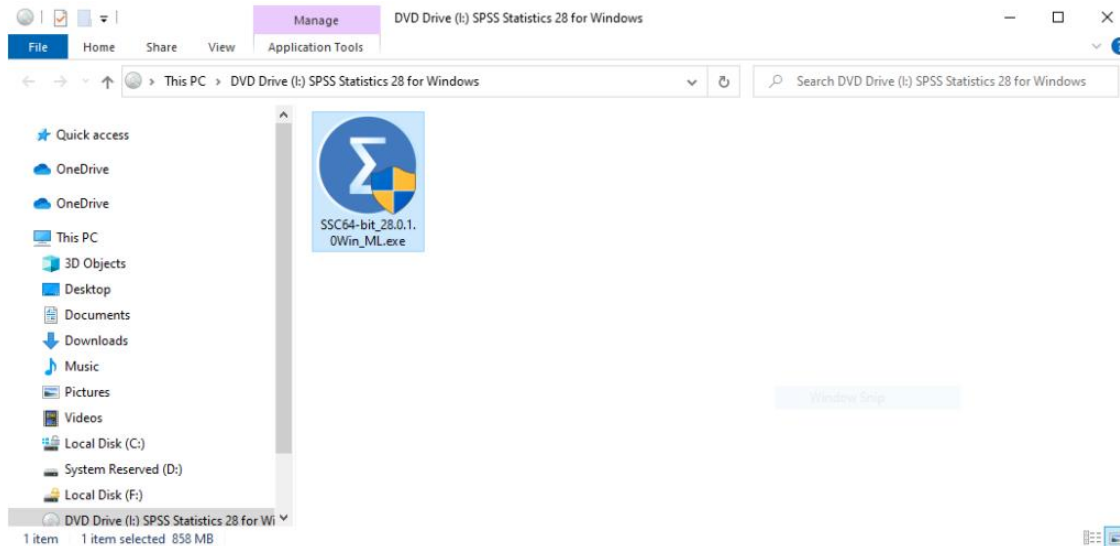 Manage
DVD Drive (I:) SPSS Statistics 28 for Windows
File
Home
Share
View
Application Tools
This PC > DVD Drive (I:) SPSS Statistics 28 for Windows
Search DVD Drive (I:) SPSS Statistics 28 for Windows
Quick access
OneDrive
OneDrive
This PC
3D Objects
Desktop
Documents
Downloads
Music
Pictures
Videos
Local Disk (C:)
System Reserved (D:)
Local Disk (F:)
DVD Drive (I:) SPSS Statistics 28 for Wi
Σ
SSC64-bit_28.0.1.
0Win_ML.exe
Window Snip
1 item 1 item selected 858 MB